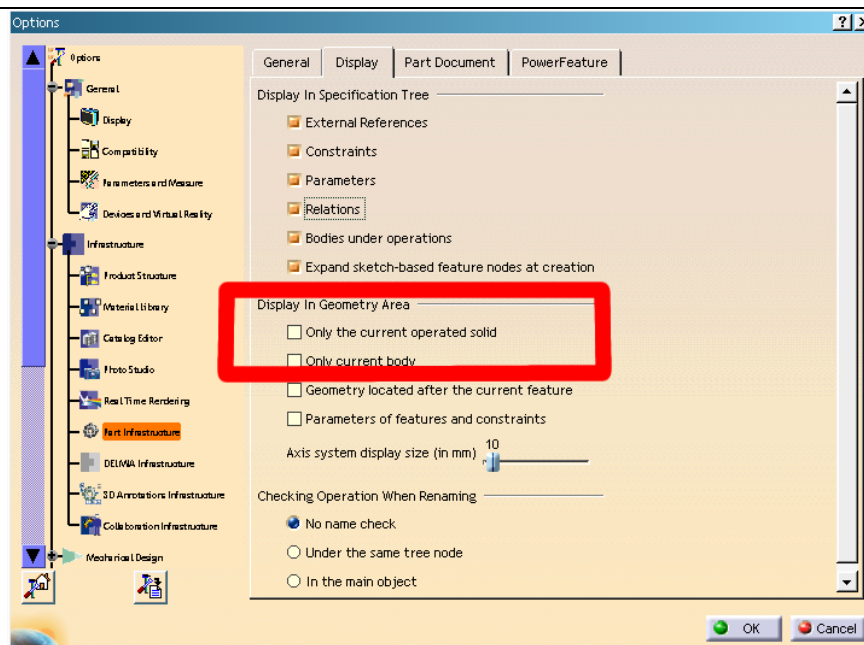 Options
Options
General
Display
Compatibility
Parameters and Measure
Devices and Virtual Reality
Infrastructure
Product Structure
Material Library
Catalog Editor
Photo Studio
Real Time Rendering
Part Infrastructure
DELMIA Infrastructure
3D Annotations Infrastructure
Collaboration Infrastructure
Mechanical Design
General Display Part Document PowerFeature
Display In Specification Tree
External References
Constraints
Parameters
Relations
Bodies under operations
Expand sketch-based feature nodes at creation
Display In Geometry Area
Only the current operated solid
Only current body
Geometry located after the current feature
Parameters of features and constraints
Axis system display size (in mm) 10
Checking Operation When Renaming
No name check
Under the same tree node
In the main object
OK Cancel